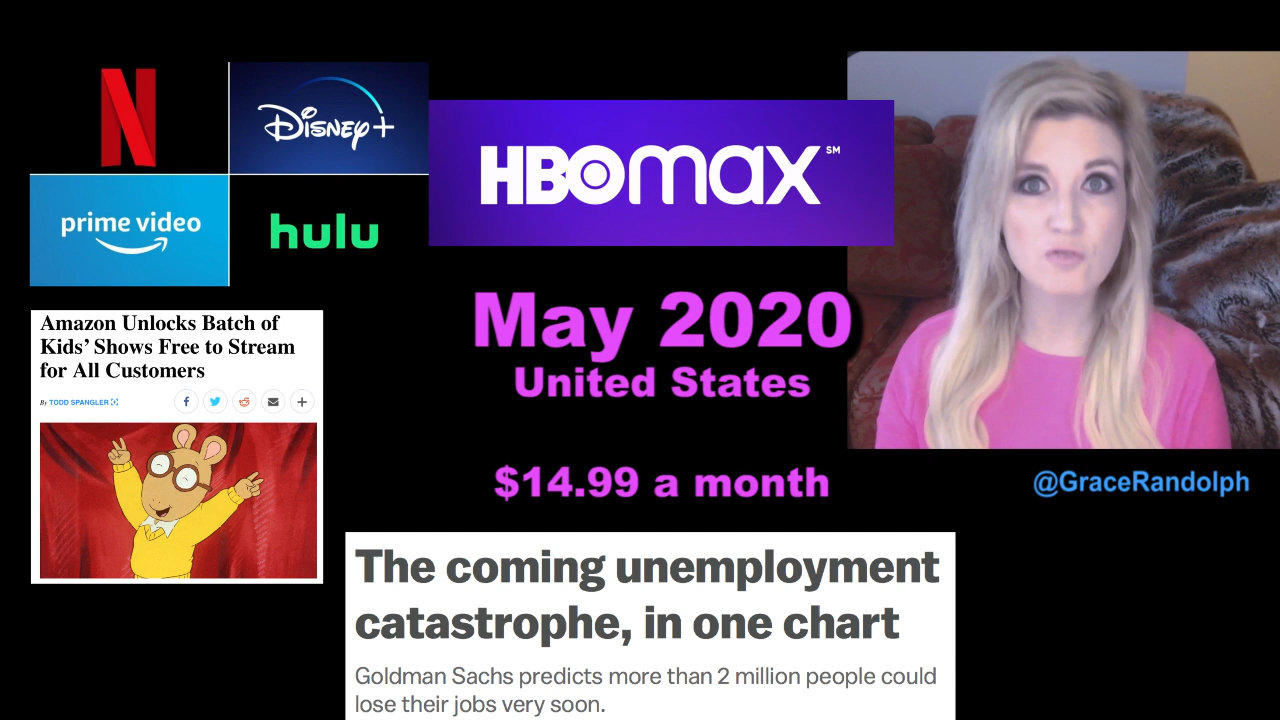 N
Disney+
prime video
hulu
HBOMAX SM
May 2020
United States
$14.99 a month
@GraceRandolph
Amazon Unlocks Batch of
Kids’ Shows Free to Stream
for All Customers
By TODD SPANGLER
The coming unemployment
catastrophe, in one chart
Goldman Sachs predicts more than 2 million people could
lose their jobs very soon.